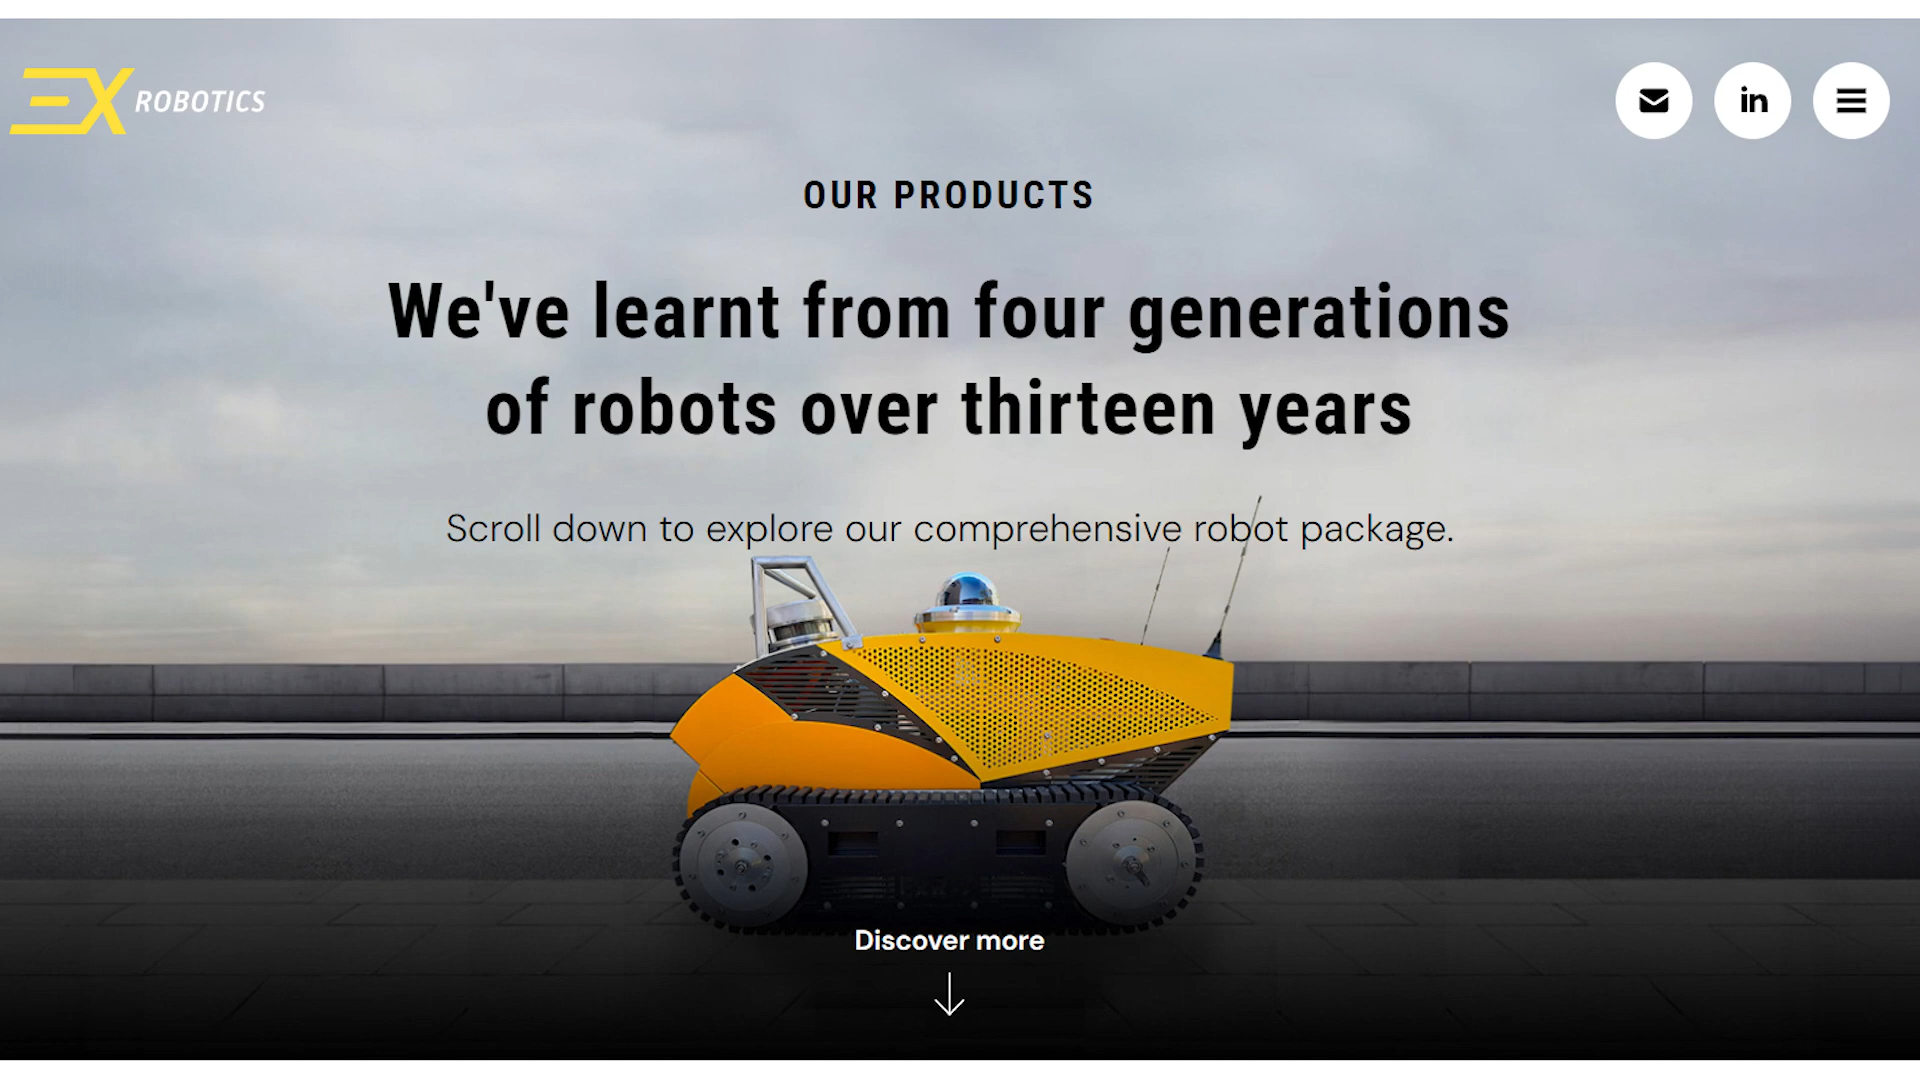 EX ROBOTICS
in
OUR PRODUCTS
We've learnt from four generations
of robots over thirteen years
Scroll down to explore our comprehensive robot package.
Discover more